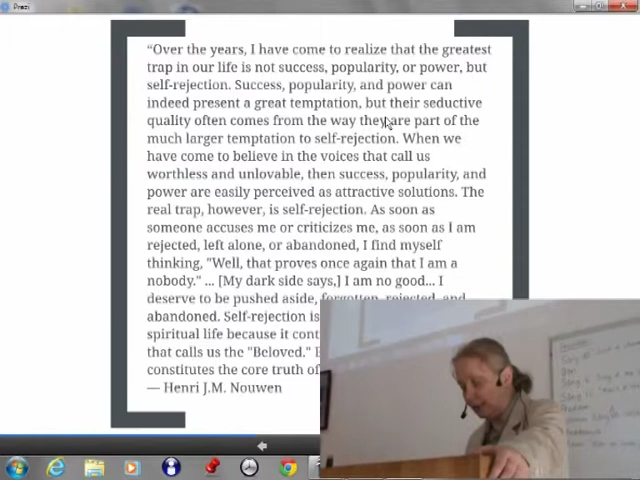 Prezi
“Over the years, I have come to realize that the greatest
trap in our life is not success, popularity, or power, but
self-rejection. Success, popularity, and power can
indeed present a great temptation, but their seductive
quality often comes from the way they are part of the
much larger temptation to self-rejection. When we
have come to believe in the voices that call us
worthless and unlovable, then success, popularity, and
power are easily perceived as attractive solutions. The
real trap, however, is self-rejection. As soon as
someone accuses me or criticizes me, as soon as I am
rejected, left alone, or abandoned, I find myself
thinking, "Well, that proves once again that I am a
nobody." ... [My dark side says,] I am no good... I
deserve to be pushed aside, forgotten, rejected, and
abandoned. Self-rejection is
spiritual life because it
that calls us the "Beloved."
constitutes the core truth of
— Henri J.M. Nouwen